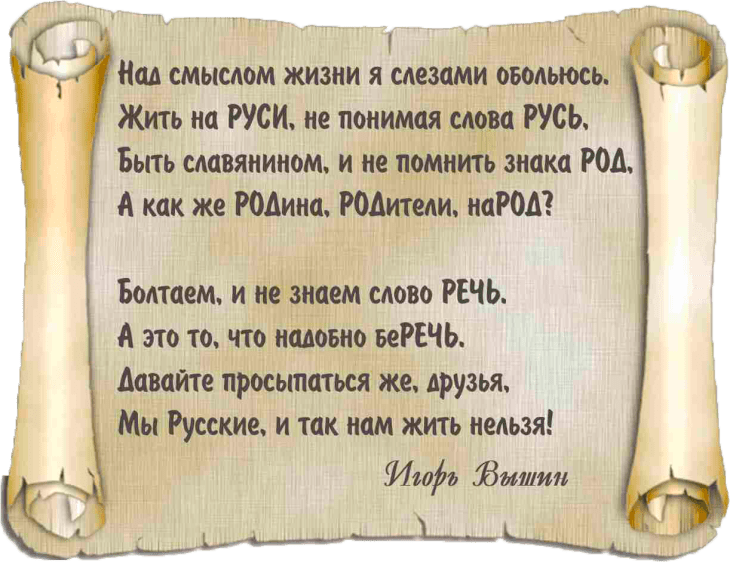 Над смыслом жизни я слезами обольюсь.
Жить на РУСИ, не понимая слова РУСЬ,
Быть славянином, и не помнить знака РОД,
А как же РОДина, РОДители, наРОД?
Болтаем, и не знаем слово РЕЧЬ.
А это то, что надобно беРЕЧЬ.
Давайте просыпаться же, друзья,
Мы Русские, и так нам жить нельзя!
Игорь Вышин